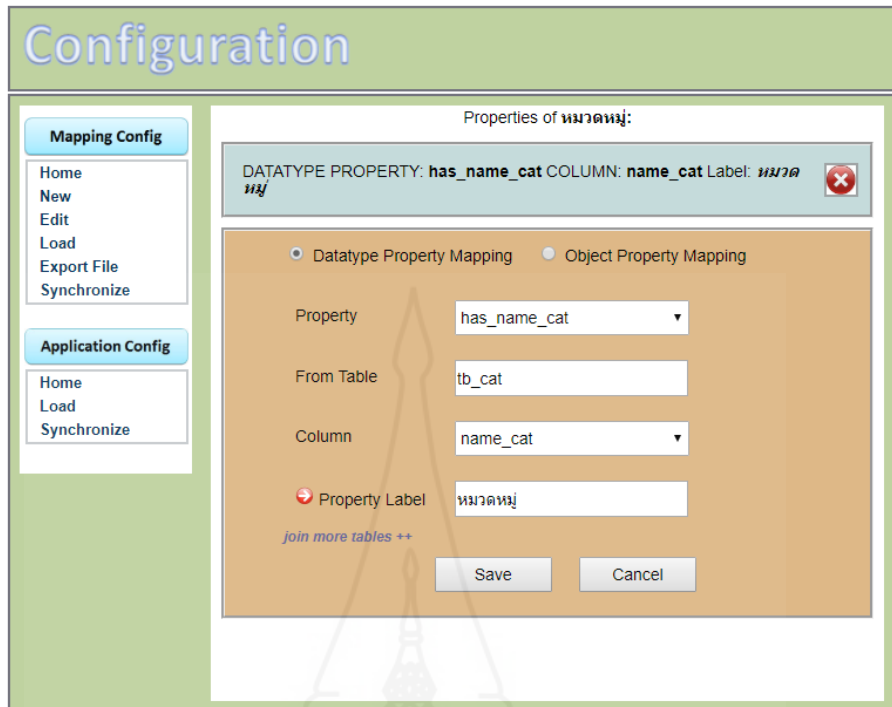 Configuration
Mapping Config
Home
New
Edit
Load
Export File
Synchronize
Application Config
Home
Load
Synchronize
Properties of หมวดหมู่:
DATATYPE PROPERTY: has_name_cat COLUMN: name_cat Label: หมวด
หมู่
Datatype Property Mapping Object Property Mapping
Property has_name_cat
From Table tb_cat
Column name_cat
Property Label หมวดหมู่
join more tables ++
Save Cancel